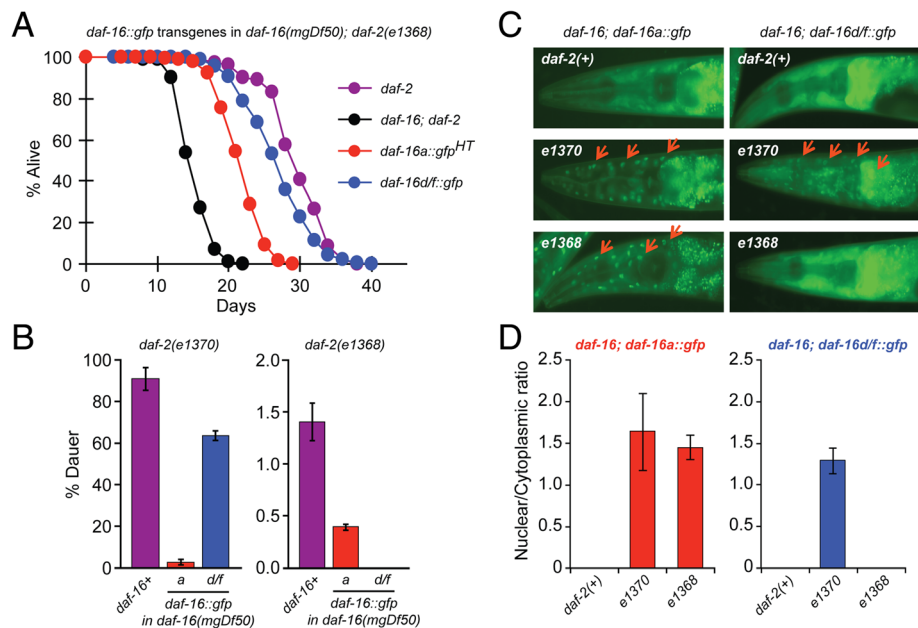 A
daf-16::gfp transgenes in daf-16(mgDf50); daf-2(e1368)
100
80
60
40
20
0
% Alive
0
10
20
30
40
Days
daf-2
daf-16; daf-2
daf-16a::gfpHT
daf-16d/f::gfp
B
daf-2(e1370)
100
80
60
40
20
0
% Dauer
daf-16+
a
d/f
daf-16::gfp
in daf-16(mgDf50)
daf-2(e1368)
2.0
1.5
1.0
0.5
0.0
daf-16+
a
d/f
daf-16::gfp
in daf-16(mgDf50)
C
daf-16; daf-16a::gfp
daf-16; daf-16d/f::gfp
daf-2(+)
daf-2(+)
e1370
e1370
e1368
e1368
D
daf-16; daf-16a::gfp
2.5
2.0
1.5
1.0
0.5
0.0
Nuclear/Cytoplasmic ratio
daf-2(+)
e1370
e1368
daf-16; daf-16d/f::gfp
2.5
2.0
1.5
1.0
0.5
0.0
daf-2(+)
e1370
e1368